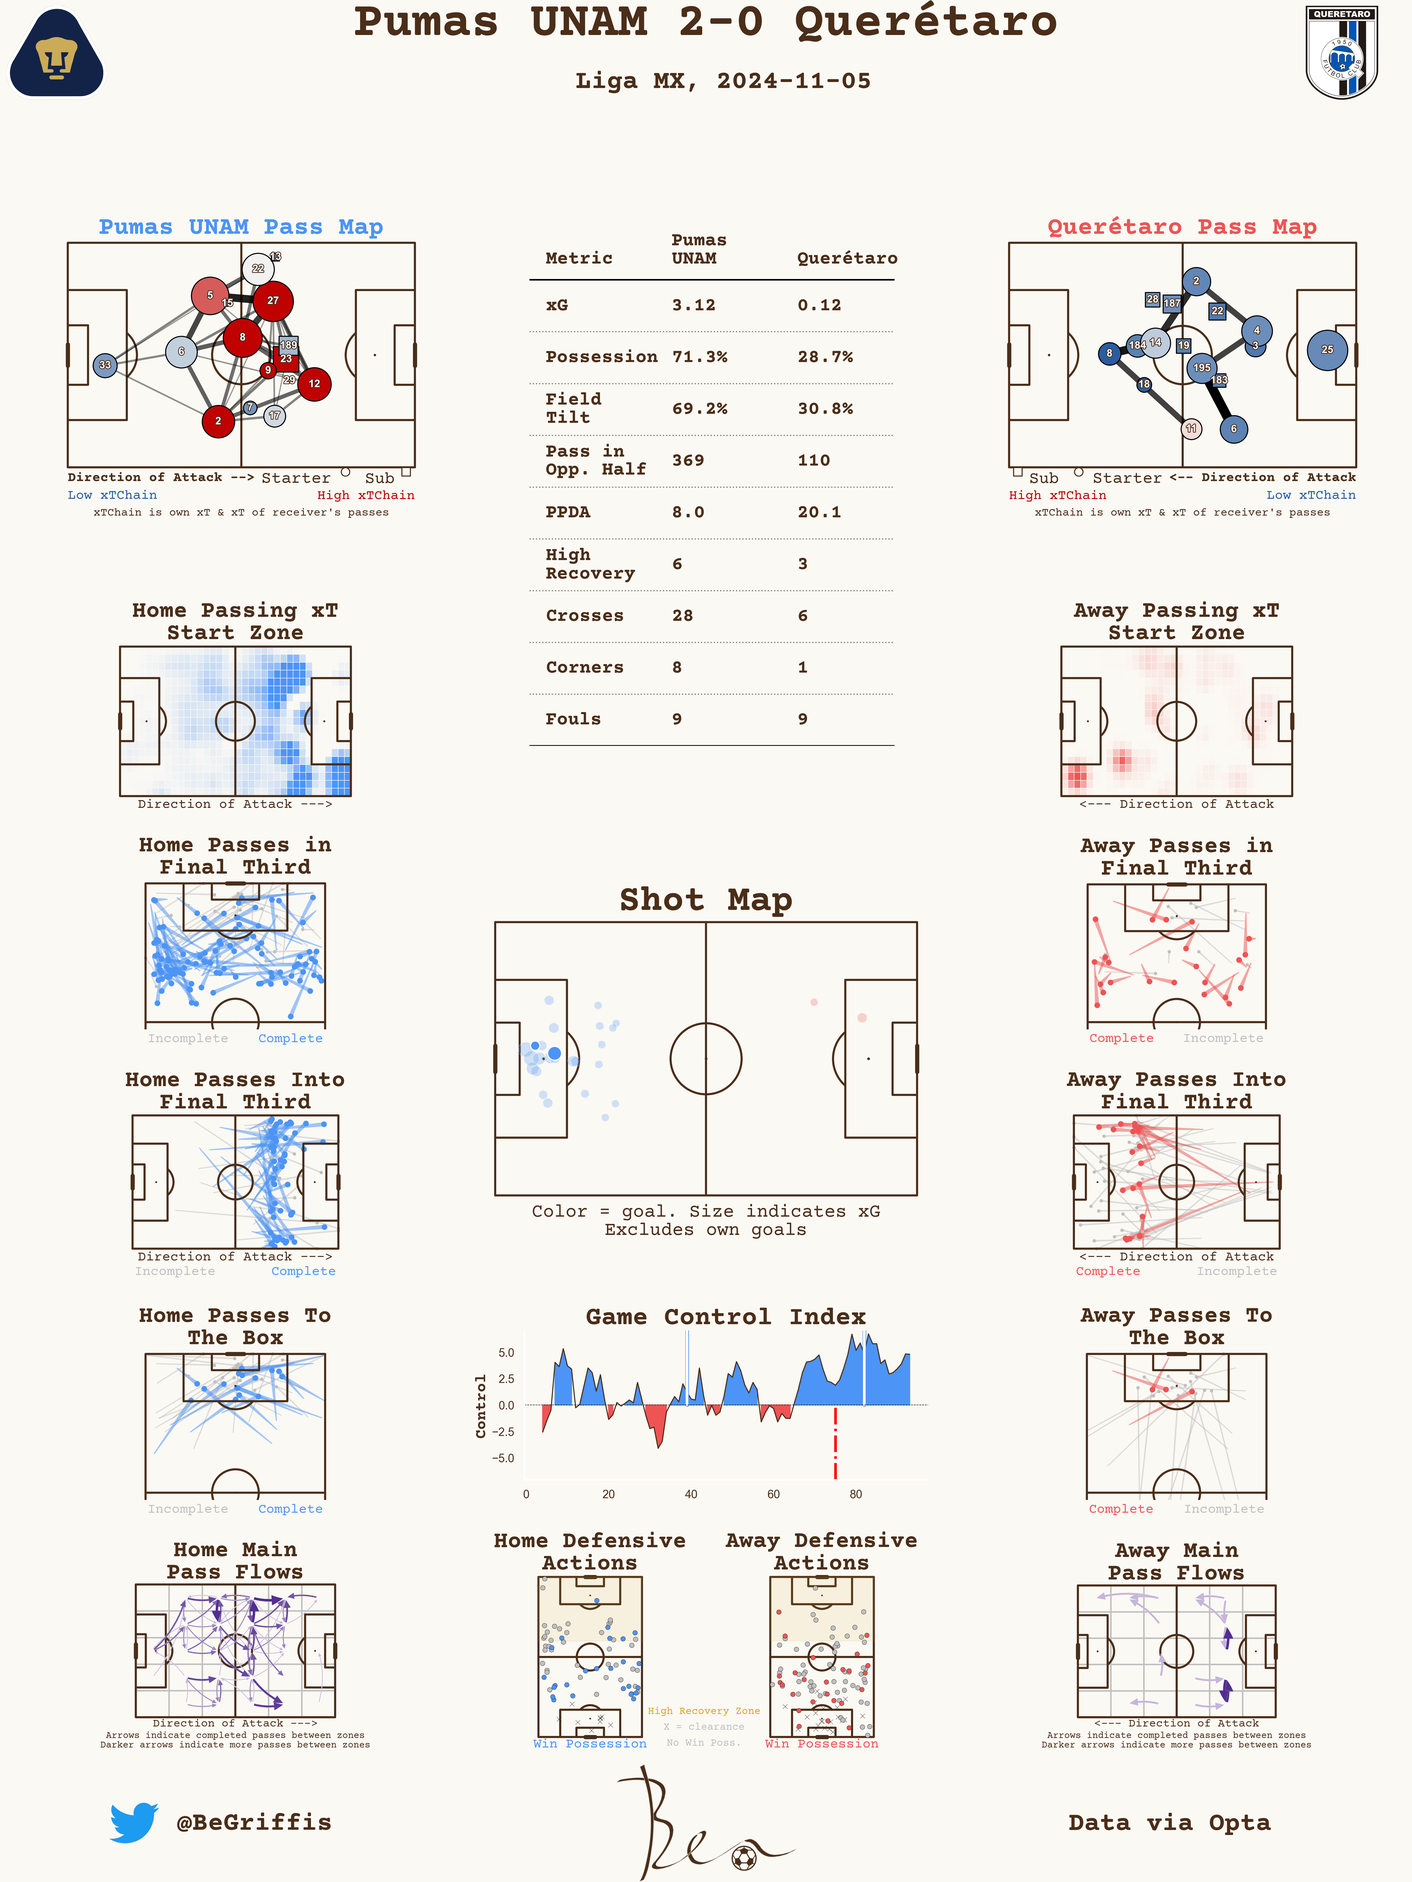 Pumas UNAM 2-0 Querétaro
Liga MX, 2024-11-05
QUERETARO
1950
FUTBOL CLUB
Pumas UNAM Pass Map
13
22
5
15
27
8
6
189
23
33
9
29
12
7
17
2
Direction of Attack --> Starter Sub
Low xTChain High xTChain
xTChain is own xT & xT of receiver's passes
Metric Pumas UNAM Querétaro
xG 3.12 0.12
Possession 71.3% 28.7%
Field Tilt 69.2% 30.8%
Pass in Opp. Half 369 110
PPDA 8.0 20.1
High Recovery 6 3
Crosses 28 6
Corners 8 1
Fouls 9 9
Querétaro Pass Map
2
28
187
22
4
3
184
14
19
8
25
195
183
18
11
6
Sub Starter <-- Direction of Attack
High xTChain Low xTChain
xTChain is own xT & xT of receiver's passes
Home Passing xT
Start Zone
Direction of Attack --->
Away Passing xT
Start Zone
<--- Direction of Attack
Home Passes in
Final Third
Incomplete Complete
Shot Map
Color = goal. Size indicates xG
Excludes own goals
Away Passes in
Final Third
Complete Incomplete
Home Passes Into
Final Third
Direction of Attack --->
Incomplete Complete
Away Passes Into
Final Third
<--- Direction of Attack
Complete Incomplete
Home Passes To
The Box
Incomplete Complete
Game Control Index
Control
5.0
2.5
0.0
−2.5
−5.0
0 20 40 60 80
Away Passes To
The Box
Complete Incomplete
Home Main
Pass Flows
Direction of Attack --->
Arrows indicate completed passes between zones
Darker arrows indicate more passes between zones
Home Defensive
Actions
Win Possession
High Recovery Zone
X = clearance
No Win Poss.
Away Defensive
Actions
Win Possession
Away Main
Pass Flows
<--- Direction of Attack
Arrows indicate completed passes between zones
Darker arrows indicate more passes between zones
@BeGriffis
Ben
Data via Opta